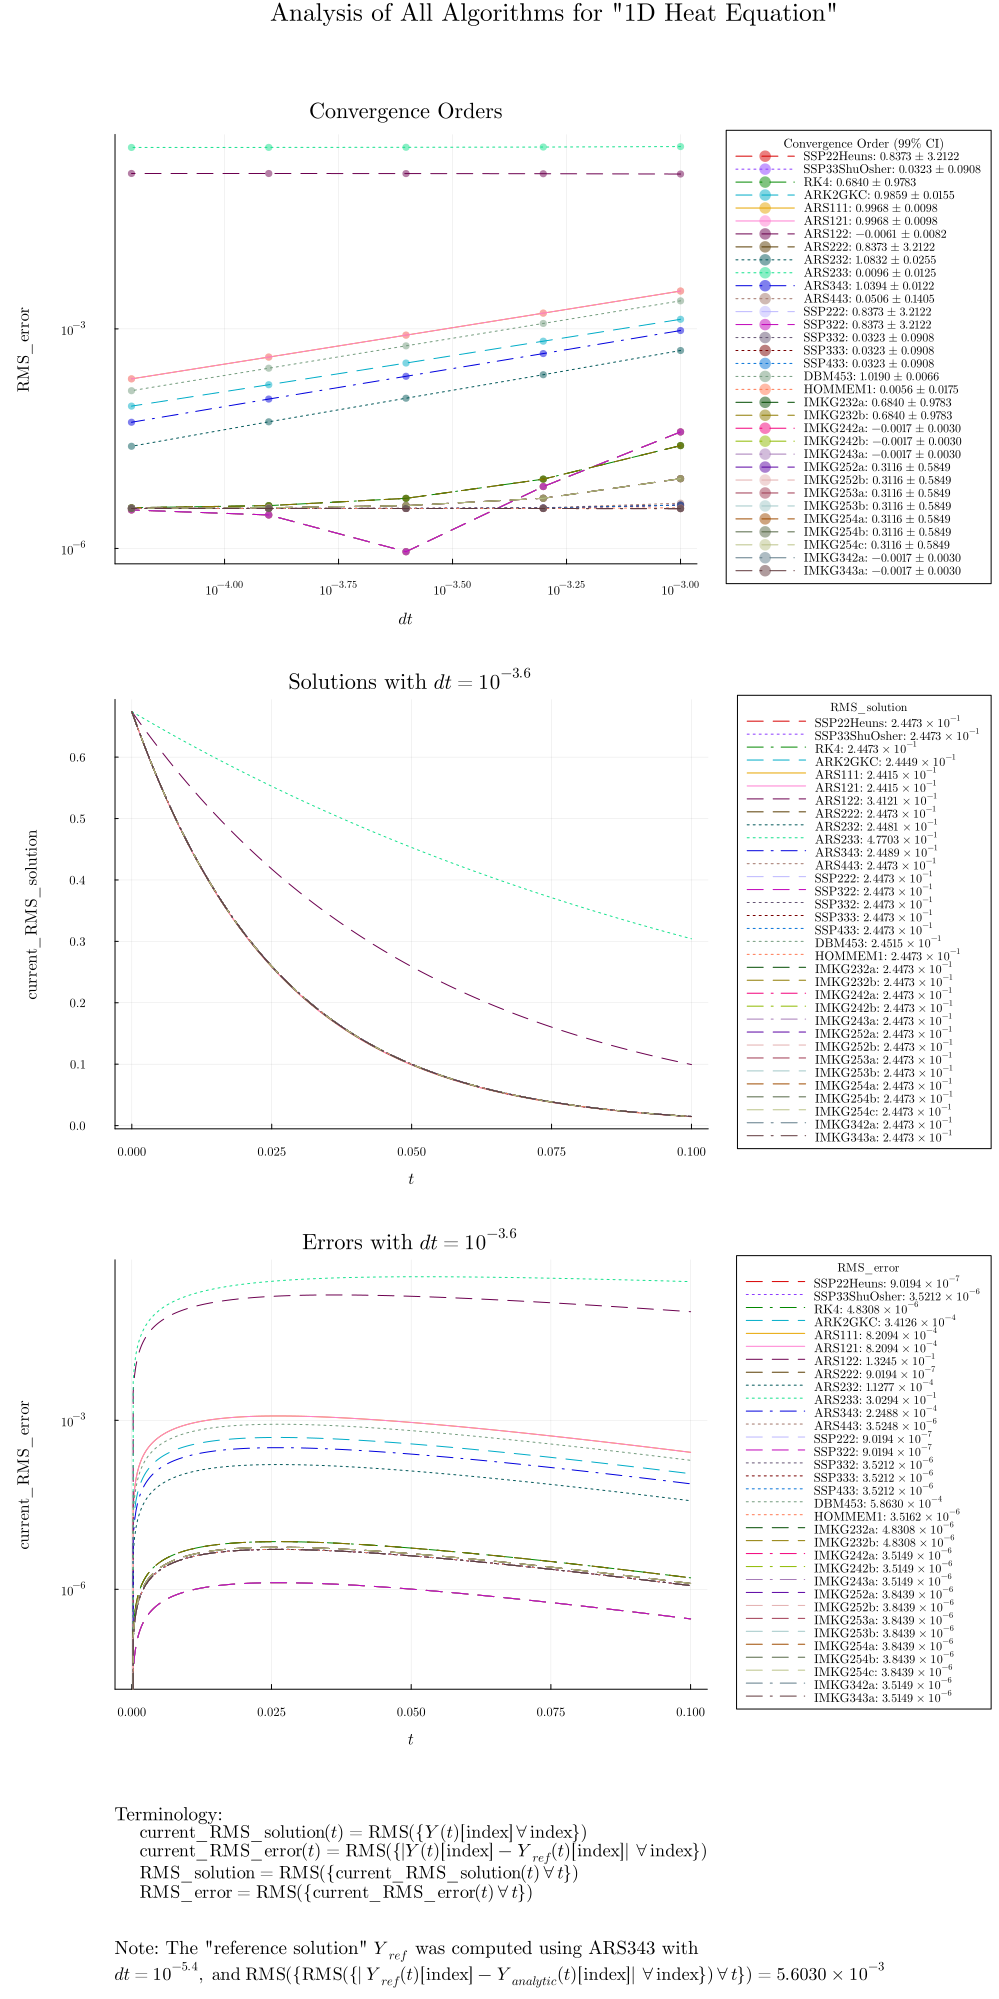 Analysis of All Algorithms for "1D Heat Equation"
Convergence Orders
RMS_error
10^−3
10^−6
10^−4.00
10^−3.75
10^−3.50
10^−3.25
10^−3.00
dt
Convergence Order (99% CI)
SSP22Heuns: 0.8373 ± 3.2122
SSP33ShuOsher: 0.0323 ± 0.0908
RK4: 0.6840 ± 0.9783
ARK2GKC: 0.9859 ± 0.0155
ARS111: 0.9968 ± 0.0098
ARS121: 0.9968 ± 0.0098
ARS122: −0.0061 ± 0.0082
ARS222: 0.8373 ± 3.2122
ARS232: 1.0832 ± 0.0255
ARS233: 0.0096 ± 0.0125
ARS343: 1.0394 ± 0.0122
ARS443: 0.0506 ± 0.1405
SSP222: 0.8373 ± 3.2122
SSP322: 0.8373 ± 3.2122
SSP332: 0.0323 ± 0.0908
SSP333: 0.0323 ± 0.0908
SSP433: 0.0323 ± 0.0908
DBM453: 1.0190 ± 0.0066
HOMMEM1: 0.0056 ± 0.0175
IMKG232a: 0.6840 ± 0.9783
IMKG232b: 0.6840 ± 0.9783
IMKG242a: −0.0017 ± 0.0030
IMKG242b: −0.0017 ± 0.0030
IMKG243a: −0.0017 ± 0.0030
IMKG252a: 0.3116 ± 0.5849
IMKG252b: 0.3116 ± 0.5849
IMKG253a: 0.3116 ± 0.5849
IMKG253b: 0.3116 ± 0.5849
IMKG254a: 0.3116 ± 0.5849
IMKG254b: 0.3116 ± 0.5849
IMKG254c: 0.3116 ± 0.5849
IMKG342a: −0.0017 ± 0.0030
IMKG343a: −0.0017 ± 0.0030
Solutions with dt = 10^−3.6
current_RMS_solution
0.6
0.5
0.4
0.3
0.2
0.1
0.0
0.000
0.025
0.050
0.075
0.100
t
RMS_solution
SSP22Heuns: 2.4473 × 10^−1
SSP33ShuOsher: 2.4473 × 10^−1
RK4: 2.4473 × 10^−1
ARK2GKC: 2.4449 × 10^−1
ARS111: 2.4415 × 10^−1
ARS121: 2.4415 × 10^−1
ARS122: 3.4121 × 10^−1
ARS222: 2.4473 × 10^−1
ARS232: 2.4481 × 10^−1
ARS233: 4.7703 × 10^−1
ARS343: 2.4489 × 10^−1
ARS443: 2.4473 × 10^−1
SSP222: 2.4473 × 10^−1
SSP322: 2.4473 × 10^−1
SSP332: 2.4473 × 10^−1
SSP333: 2.4473 × 10^−1
SSP433: 2.4473 × 10^−1
DBM453: 2.4515 × 10^−1
HOMMEM1: 2.4473 × 10^−1
IMKG232a: 2.4473 × 10^−1
IMKG232b: 2.4473 × 10^−1
IMKG242a: 2.4473 × 10^−1
IMKG242b: 2.4473 × 10^−1
IMKG243a: 2.4473 × 10^−1
IMKG252a: 2.4473 × 10^−1
IMKG252b: 2.4473 × 10^−1
IMKG253a: 2.4473 × 10^−1
IMKG253b: 2.4473 × 10^−1
IMKG254a: 2.4473 × 10^−1
IMKG254b: 2.4473 × 10^−1
IMKG254c: 2.4473 × 10^−1
IMKG342a: 2.4473 × 10^−1
IMKG343a: 2.4473 × 10^−1
Errors with dt = 10^−3.6
current_RMS_error
10^−3
10^−6
0.000
0.025
0.050
0.075
0.100
t
RMS_error
SSP22Heuns: 9.0194 × 10^−7
SSP33ShuOsher: 3.5212 × 10^−6
RK4: 4.8308 × 10^−6
ARK2GKC: 3.4126 × 10^−4
ARS111: 8.2094 × 10^−4
ARS121: 8.2094 × 10^−4
ARS122: 1.3245 × 10^−1
ARS222: 9.0194 × 10^−7
ARS232: 1.1277 × 10^−4
ARS233: 3.0294 × 10^−1
ARS343: 2.2488 × 10^−4
ARS443: 3.5248 × 10^−6
SSP222: 9.0194 × 10^−7
SSP322: 9.0194 × 10^−7
SSP332: 3.5212 × 10^−6
SSP333: 3.5212 × 10^−6
SSP433: 3.5212 × 10^−6
DBM453: 5.8630 × 10^−4
HOMMEM1: 3.5162 × 10^−6
IMKG232a: 4.8308 × 10^−6
IMKG232b: 4.8308 × 10^−6
IMKG242a: 3.5149 × 10^−6
IMKG242b: 3.5149 × 10^−6
IMKG243a: 3.5149 × 10^−6
IMKG252a: 3.8439 × 10^−6
IMKG252b: 3.8439 × 10^−6
IMKG253a: 3.8439 × 10^−6
IMKG253b: 3.8439 × 10^−6
IMKG254a: 3.8439 × 10^−6
IMKG254b: 3.8439 × 10^−6
IMKG254c: 3.8439 × 10^−6
IMKG342a: 3.5149 × 10^−6
IMKG343a: 3.5149 × 10^−6
Terminology:
current_RMS_solution(t) = RMS({Y(t)[index] ∀ index})
current_RMS_error(t) = RMS({|Y(t)[index] − Y_ref(t)[index]| ∀ index})
RMS_solution = RMS({current_RMS_solution(t) ∀ t})
RMS_error = RMS({current_RMS_error(t) ∀ t})
Note: The "reference solution" Y_ref was computed using ARS343 with
dt = 10^−5.4, and RMS({RMS({|Y_ref(t)[index] − Y_analytic(t)[index]| ∀ index}) ∀ t}) = 5.6030 × 10^−3